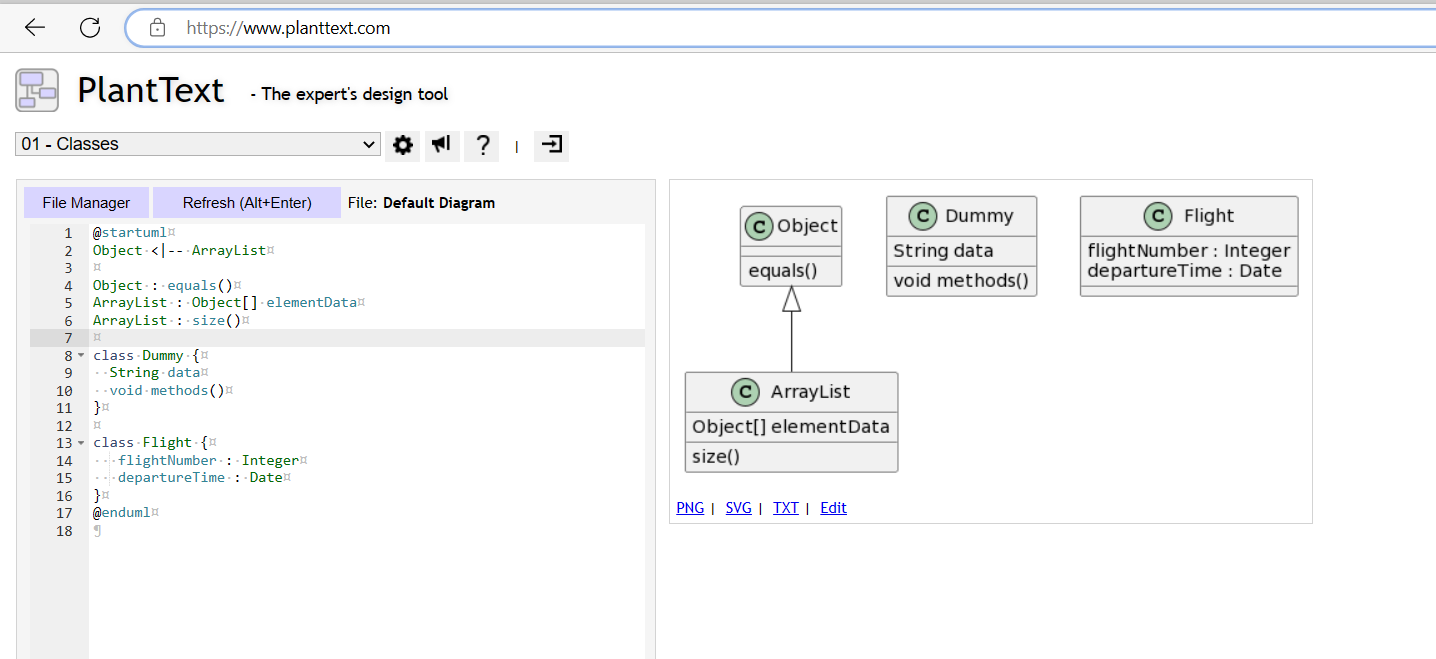 https://www.planttext.com
PlantText - The expert's design tool
01 - Classes
? |
File Manager Refresh (Alt+Enter) File: Default Diagram
1 @startuml¤
2 Object·<|--·ArrayList¤
3 ¤
4 Object·:·equals()¤
5 ArrayList·:·Object[]·elementData¤
6 ArrayList·:·size()¤
7 ¤
8 class·Dummy·{¤
9 ··String·data¤
10 ··void·methods()¤
11 }¤
12 ¤
13 class·Flight·{¤
14 ···flightNumber·:·Integer¤
15 ···departureTime·:·Date¤
16 }¤
17 @enduml¤
18 ¶
C Object
equals()
C Dummy
String data
void methods()
C Flight
flightNumber : Integer
departureTime : Date
C ArrayList
Object[] elementData
size()
PNG | SVG | TXT | Edit